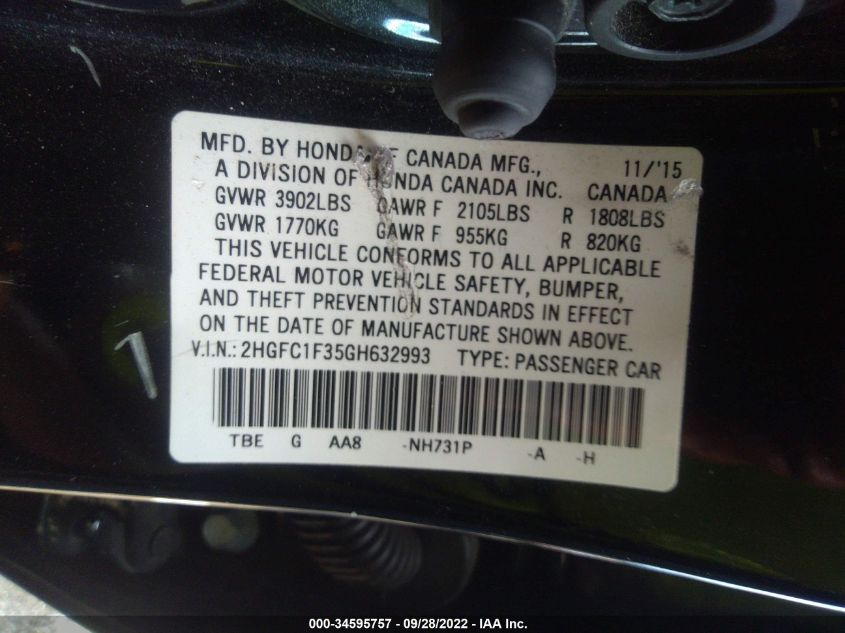 MFD. BY HONDA OF CANADA MFG., 11/'15
A DIVISION OF HONDA CANADA INC. CANADA
GVWR 3902LBS GAWR F 2105LBS R 1808LBS
GVWR 1770KG GAWR F 955KG R 820KG
THIS VEHICLE CONFORMS TO ALL APPLICABLE
FEDERAL MOTOR VEHICLE SAFETY, BUMPER,
AND THEFT PREVENTION STANDARDS IN EFFECT
ON THE DATE OF MANUFACTURE SHOWN ABOVE.
V.I.N.: 2HGFC1F35GH632993 TYPE: PASSENGER CAR
TBE G AA8 -NH731P -A -H
000-34595757 - 09/28/2022 - IAA Inc.